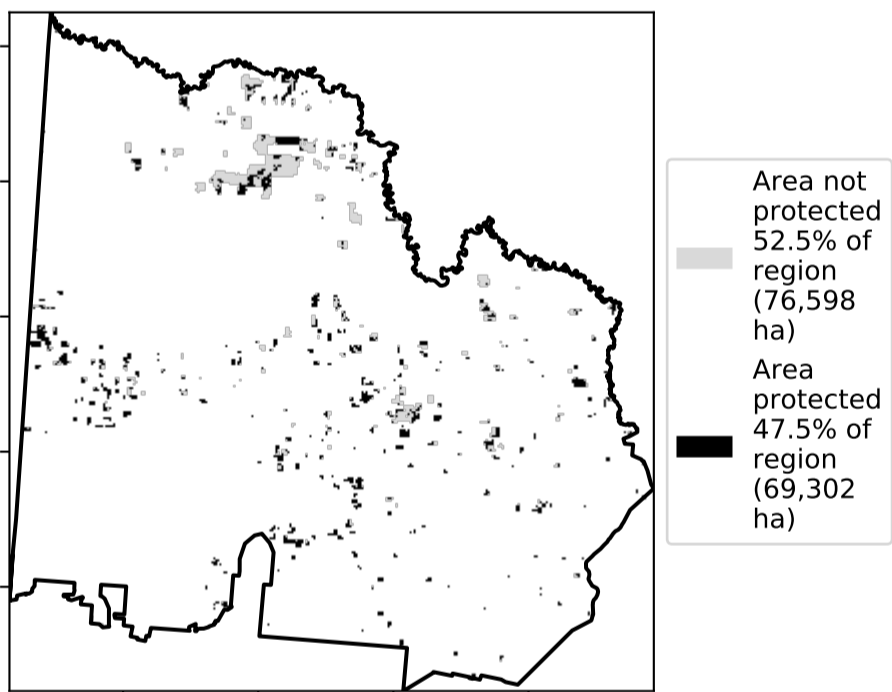 Area not
protected
52.5% of
region
(76,598
ha)
Area
protected
47.5% of
region
(69,302
ha)